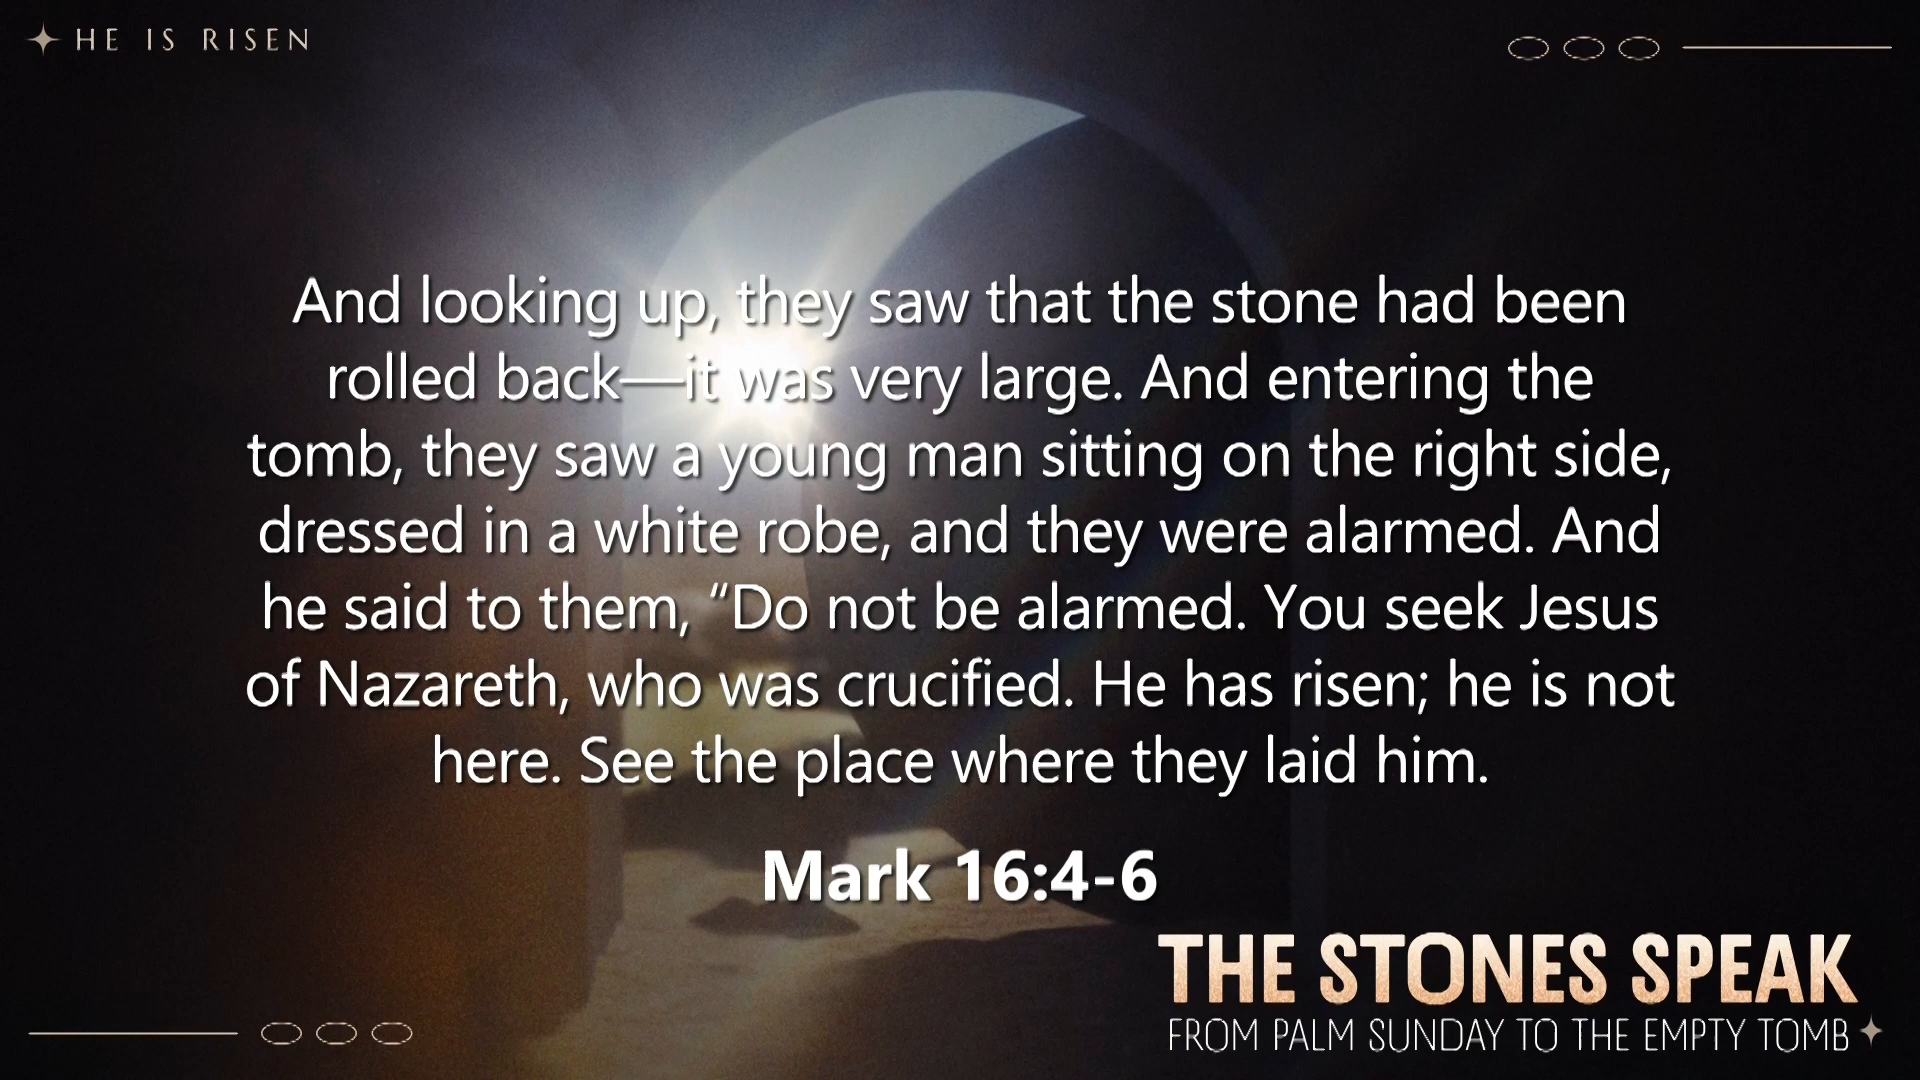 HE IS RISEN
And looking up, they saw that the stone had been
rolled back—it was very large. And entering the
tomb, they saw a young man sitting on the right side,
dressed in a white robe, and they were alarmed. And
he said to them, “Do not be alarmed. You seek Jesus
of Nazareth, who was crucified. He has risen; he is not
here. See the place where they laid him.
Mark 16:4-6
THE STONES SPEAK
FROM PALM SUNDAY TO THE EMPTY TOMB